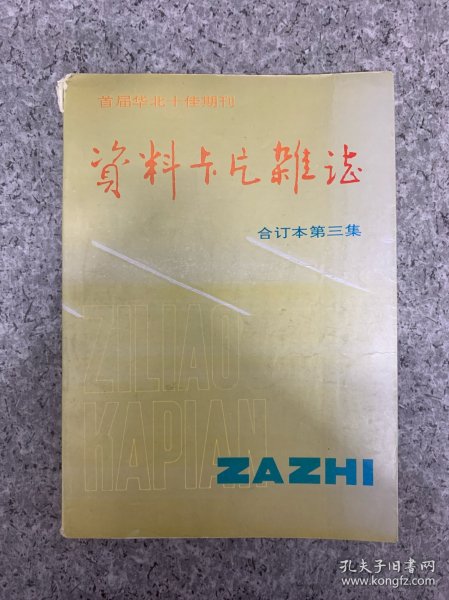 首届华北十佳期刊
資料卡片雜誌
合订本第三集
ZILIAO
KAPIAN
ZAZHI
孔夫子旧书网
www.kongfz.com